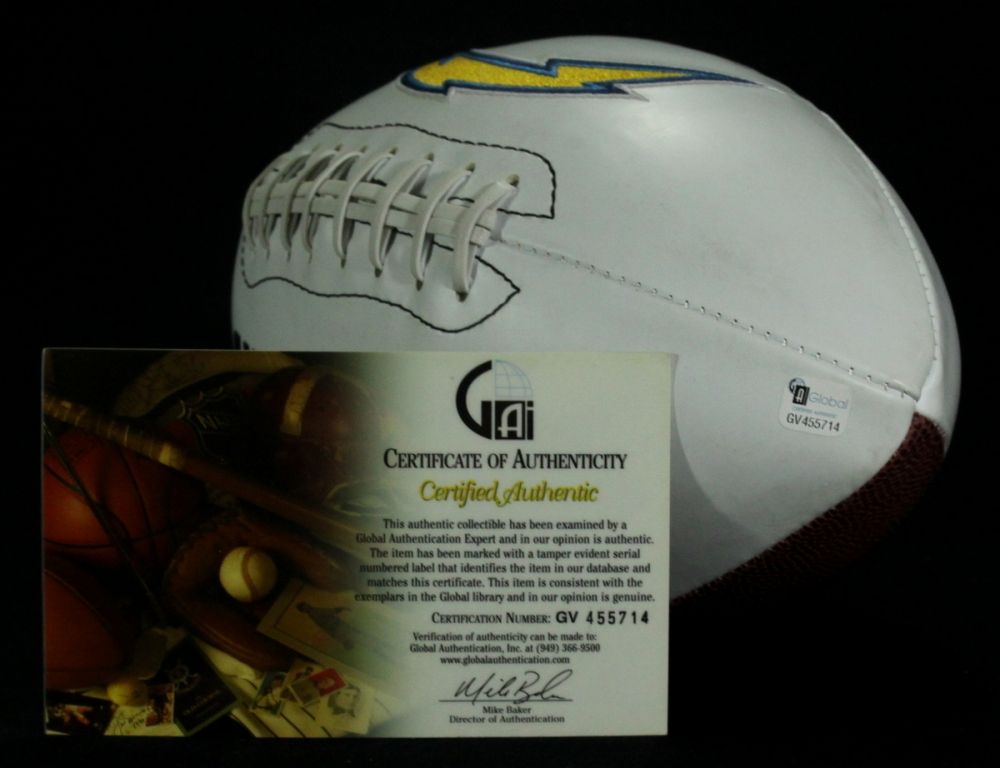 GAi
CERTIFICATE OF AUTHENTICITY
Certified Authentic
This authentic collectible has been examined by a
Global Authentication Expert and in our opinion is authentic.
The item has been marked with a tamper evident serial
numbered label that identifies the item in our database and
matches this certificate. This item is consistent with the
exemplars in the Global library and in our opinion is genuine.
CERTIFICATION NUMBER: GV 455714
Verification of authenticity can be made to:
Global Authentication, Inc. at (949) 366-9500
www.globalauthentication.com
Mike Baker
Mike Baker
Director of Authentication
GAi Global
CERTIFIED AUTHENTIC
GV455714